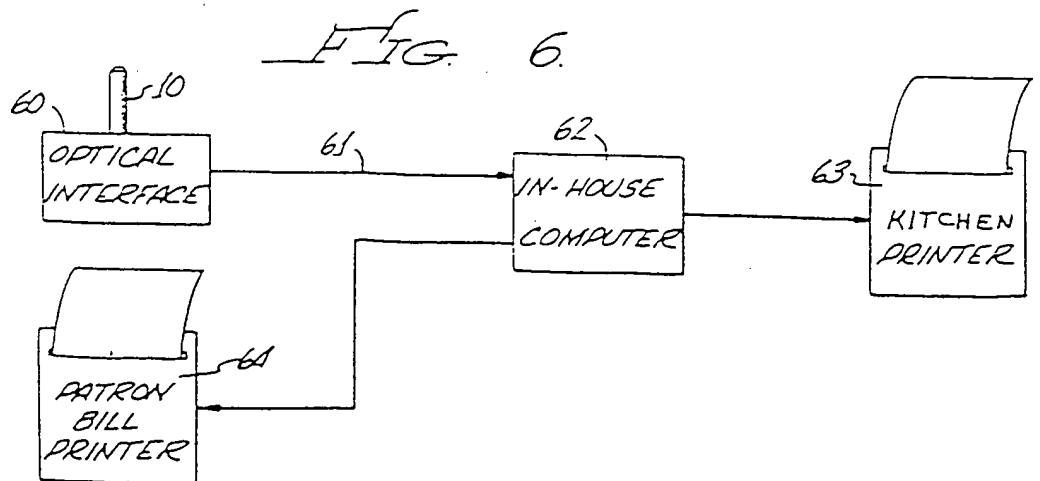 FIG. 6.
10
60
OPTICAL
INTERFACE
61
62
IN-HOUSE
COMPUTER
63
KITCHEN
PRINTER
64
PATRON
BILL
PRINTER